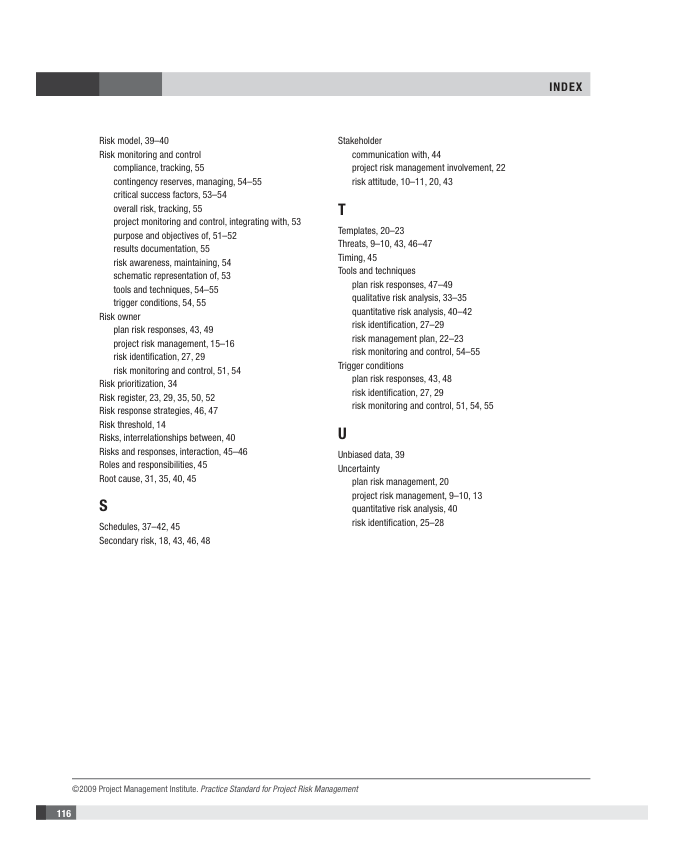 INDEX
Risk model, 39–40
Risk monitoring and control
compliance, tracking, 55
contingency reserves, managing, 54–55
critical success factors, 53–54
overall risk, tracking, 55
project monitoring and control, integrating with, 53
purpose and objectives of, 51–52
results documentation, 55
risk awareness, maintaining, 54
schematic representation of, 53
tools and techniques, 54–55
trigger conditions, 54, 55
Risk owner
plan risk responses, 43, 49
project risk management, 15–16
risk identification, 27, 29
risk monitoring and control, 51, 54
Risk prioritization, 34
Risk register, 23, 29, 35, 50, 52
Risk response strategies, 46, 47
Risk threshold, 14
Risks, interrelationships between, 40
Risks and responses, interaction, 45–46
Roles and responsibilities, 45
Root cause, 31, 35, 40, 45
S
Schedules, 37–42, 45
Secondary risk, 18, 43, 46, 48
Stakeholder
communication with, 44
project risk management involvement, 22
risk attitude, 10–11, 20, 43
T
Templates, 20–23
Threats, 9–10, 43, 46–47
Timing, 45
Tools and techniques
plan risk responses, 47–49
qualitative risk analysis, 33–35
quantitative risk analysis, 40–42
risk identification, 27–29
risk management plan, 22–23
risk monitoring and control, 54–55
Trigger conditions
plan risk responses, 43, 48
risk identification, 27, 29
risk monitoring and control, 51, 54, 55
U
Unbiased data, 39
Uncertainty
plan risk management, 20
project risk management, 9–10, 13
quantitative risk analysis, 40
risk identification, 25–28
©2009 Project Management Institute. Practice Standard for Project Risk Management
116